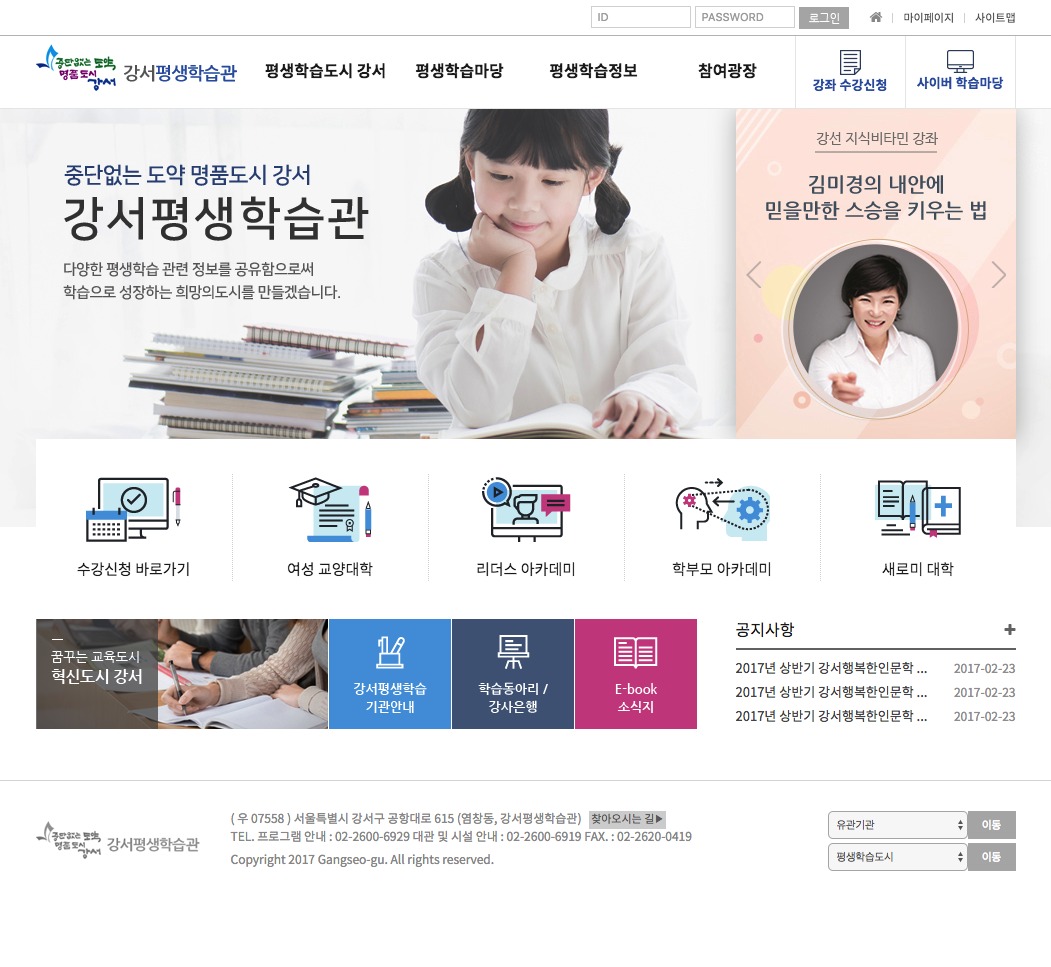 ID
PASSWORD
로그인
마이페이지
사이트맵
중단없는 도약
명품도시
강서
강서평생학습관
평생학습도시 강서
평생학습마당
평생학습정보
참여광장
강좌 수강신청
사이버 학습마당
중단없는 도약 명품도시 강서
강서평생학습관
다양한 평생학습 관련 정보를 공유함으로써
학습으로 성장하는 희망의도시를 만들겠습니다.
강선 지식비타민 강좌
김미경의 내안에
믿을만한 스승을 키우는 법
수강신청 바로가기
여성 교양대학
리더스 아카데미
학부모 아카데미
새로미 대학
꿈꾸는 교육도시
혁신도시 강서
강서평생학습
기관안내
학습동아리 /
강사은행
E-book
소식지
공지사항
2017년 상반기 강서행복한인문학 ... 2017-02-23
2017년 상반기 강서행복한인문학 ... 2017-02-23
2017년 상반기 강서행복한인문학 ... 2017-02-23
중단없는 도약
명품도시
강서
강서평생학습관
( 우 07558 ) 서울특별시 강서구 공항대로 615 (염창동, 강서평생학습관) 찾아오시는 길▶
TEL. 프로그램 안내 : 02-2600-6929 대관 및 시설 안내 : 02-2600-6919 FAX. : 02-2620-0419
Copyright 2017 Gangseo-gu. All rights reserved.
유관기관 이동
평생학습도시 이동